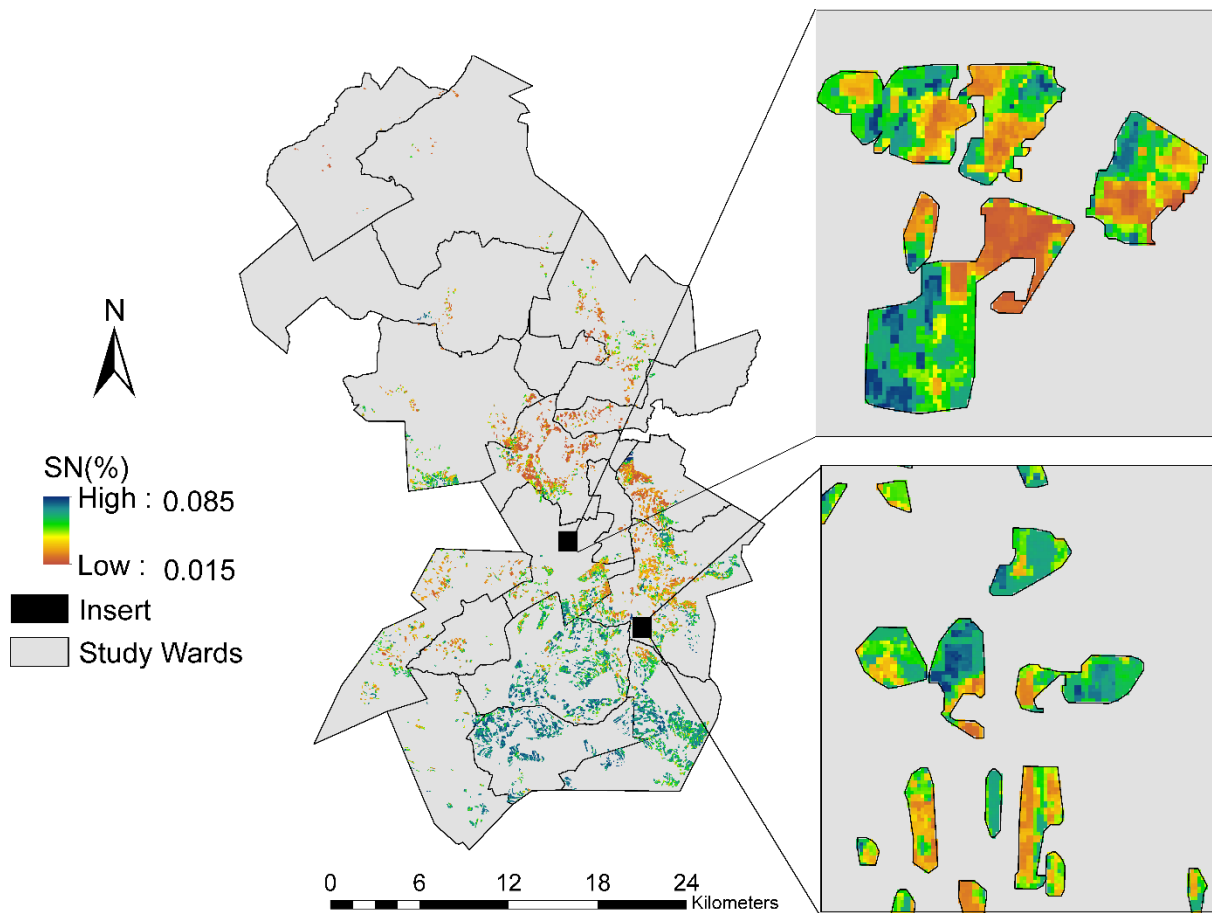 N
SN(%)
High : 0.085
Low : 0.015
Insert
Study Wards
0 6 12 18 24
Kilometers